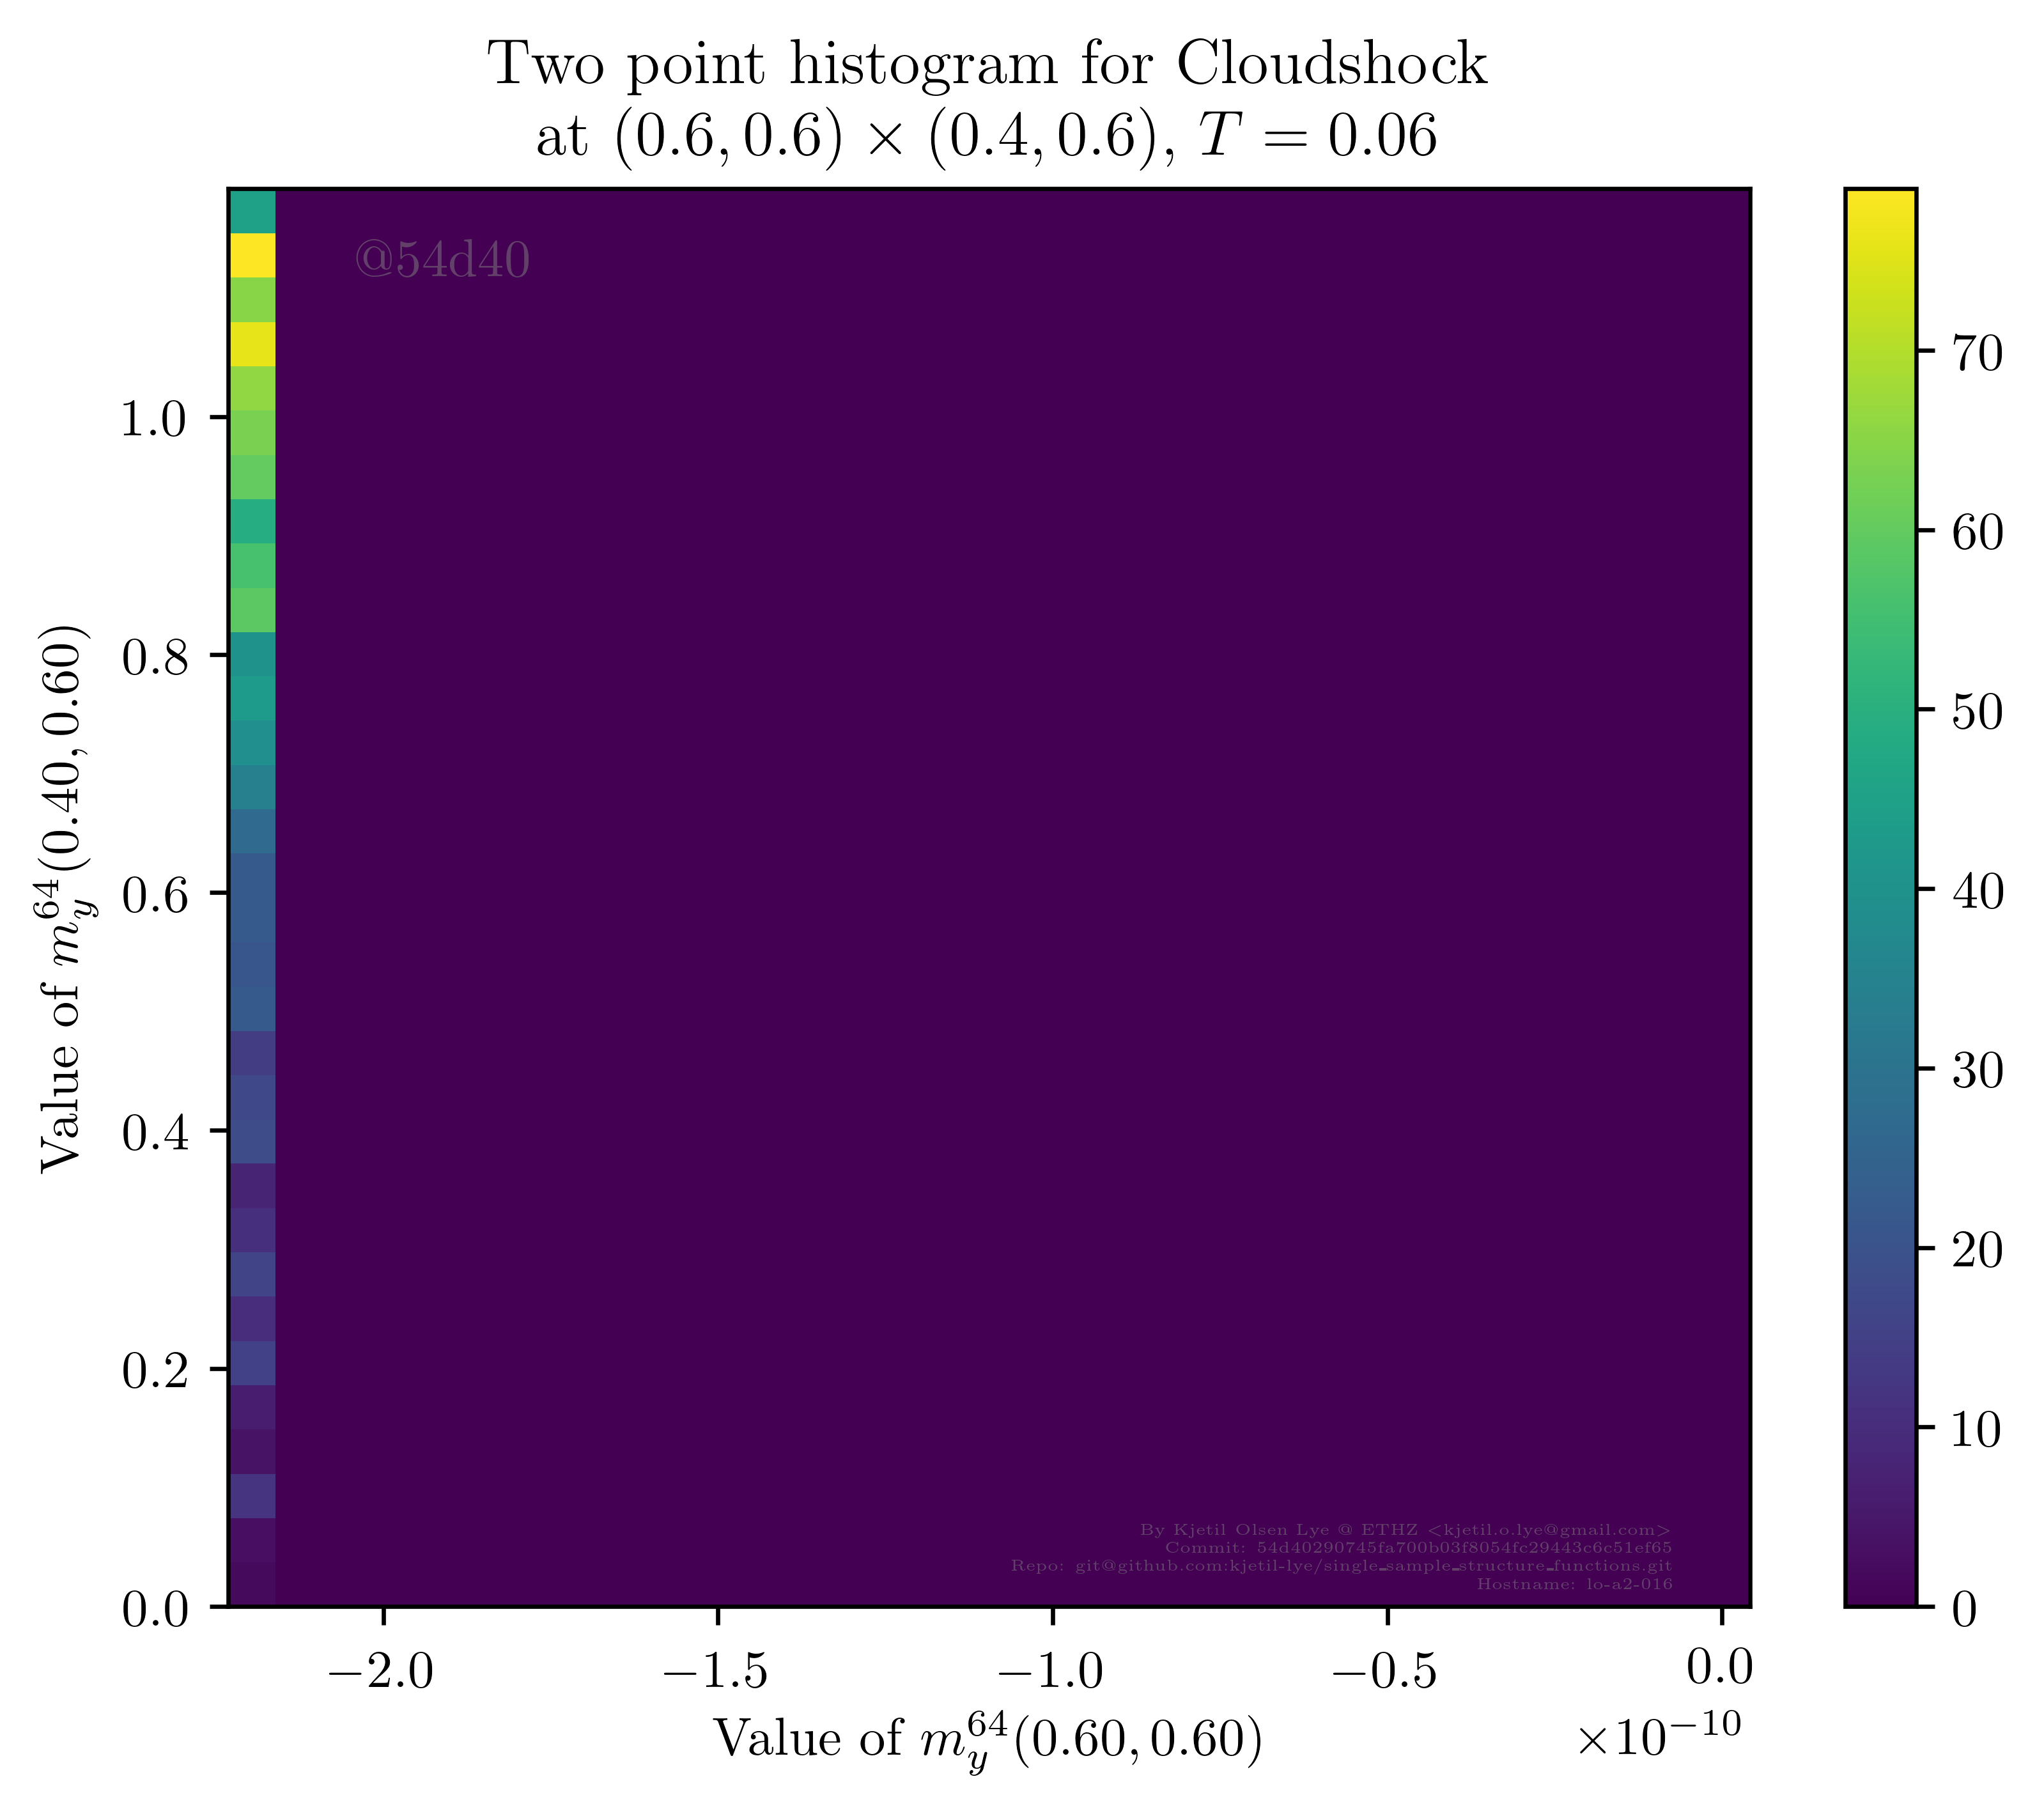 Two point histogram for Cloudshock
at (0.6, 0.6) × (0.4, 0.6), T = 0.06
@54d40
1.0
0.8
0.6
0.4
0.2
0.0
Value of m_y^64(0.40, 0.60)
70
60
50
40
30
20
10
0
By Kjetil Olsen Lye @ ETHZ <kjetil.o.lye@gmail.com>
Commit: 54d40290745fa700b03f8054fc29443c6c51ef65
Repo: git@github.com:kjetil-lye/single_sample_structure_functions.git
Hostname: lo-a2-016
−2.0 −1.5 −1.0 −0.5 0.0
Value of m_y^64(0.60, 0.60)
×10^−10